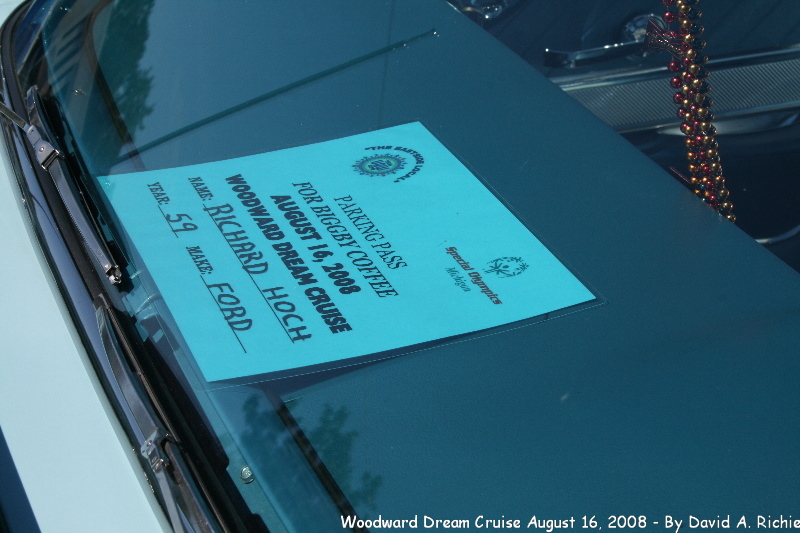 Special Olympics
Michigan
PARKING PASS
FOR BIGGBY COFFEE
AUGUST 16, 2008
WOODWARD DREAM CRUISE
NAME: RICHARD HOCH
YEAR: 59 MAKE: FORD
Woodward Dream Cruise August 16, 2008 - By David A. Richie